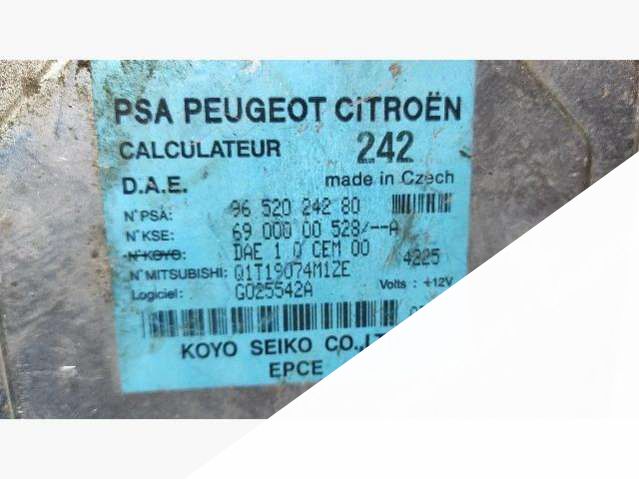 PSA PEUGEOT CiTROËN
CALCULATEUR 242
D.A.E. made in Czech
N°PSA: 96 520 242 80
N°KSE: 69 000 00 528/--A
N°KOYO: DAE 1 0 CEM 00
N°MITSUBISHI: Q1T19074M1ZE 4225
Logiciel: G025542A Volts : +12V
KOYO SEIKO CO.,LT
EPCE